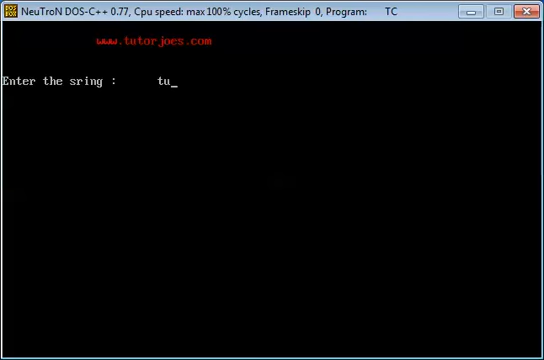 NeuTroN DOS-C++ 0.77, Cpu speed: max 100% cycles, Frameskip 0, Program: TC
www.tutorjoes.com
Enter the sring : tu_